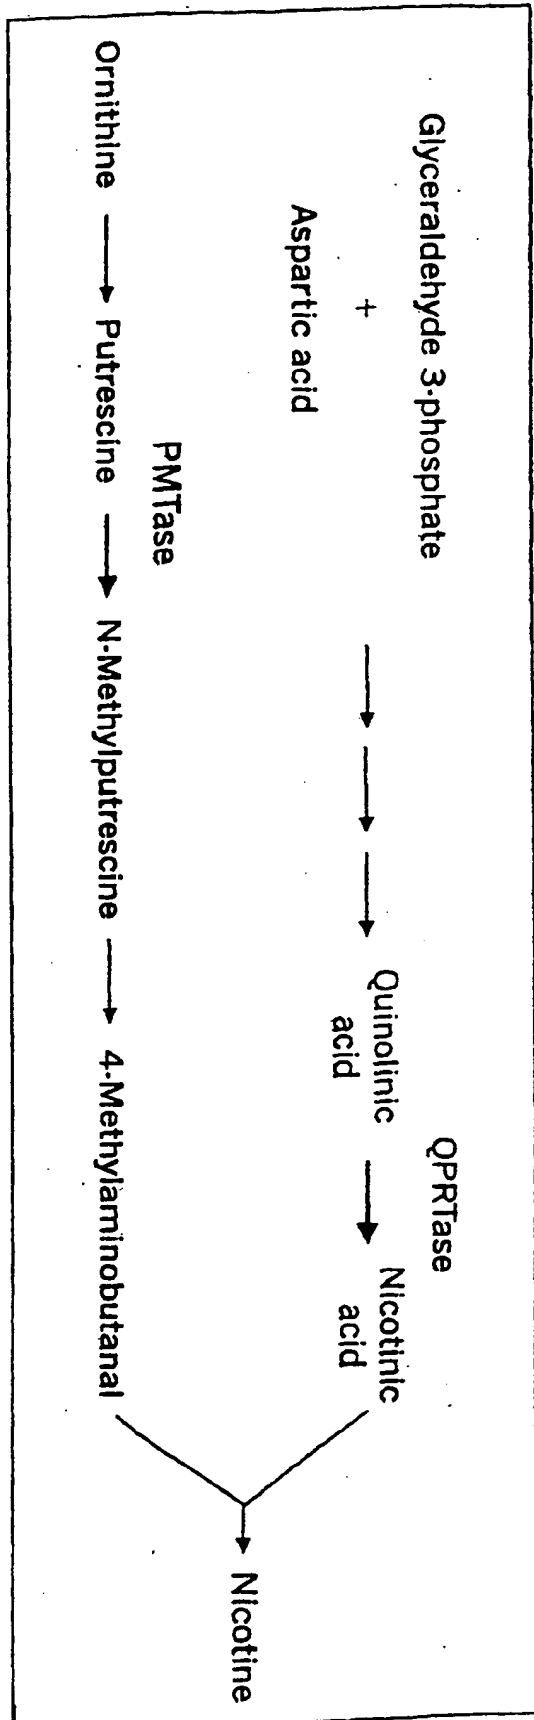 Glyceraldehyde 3-phosphate
+
Aspartic acid
Quinolinic
acid
QPRTase
Nicotinic
acid
PMTase
Ornithine
Putrescine
N-Methylputrescine
4-Methylaminobutanal
Nicotine